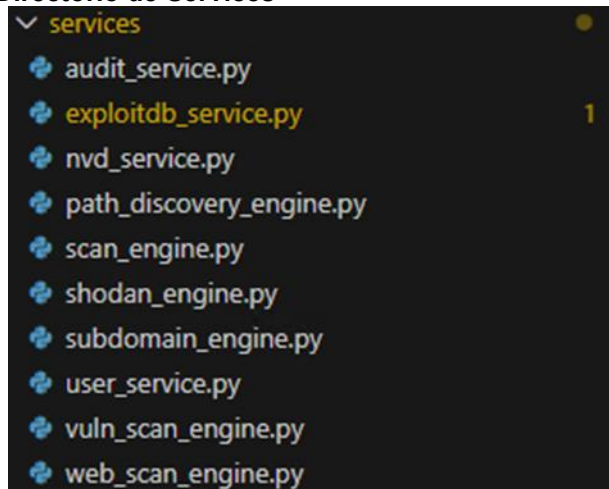 services
audit_service.py
exploitdb_service.py 1
nvd_service.py
path_discovery_engine.py
scan_engine.py
shodan_engine.py
subdomain_engine.py
user_service.py
vuln_scan_engine.py
web_scan_engine.py